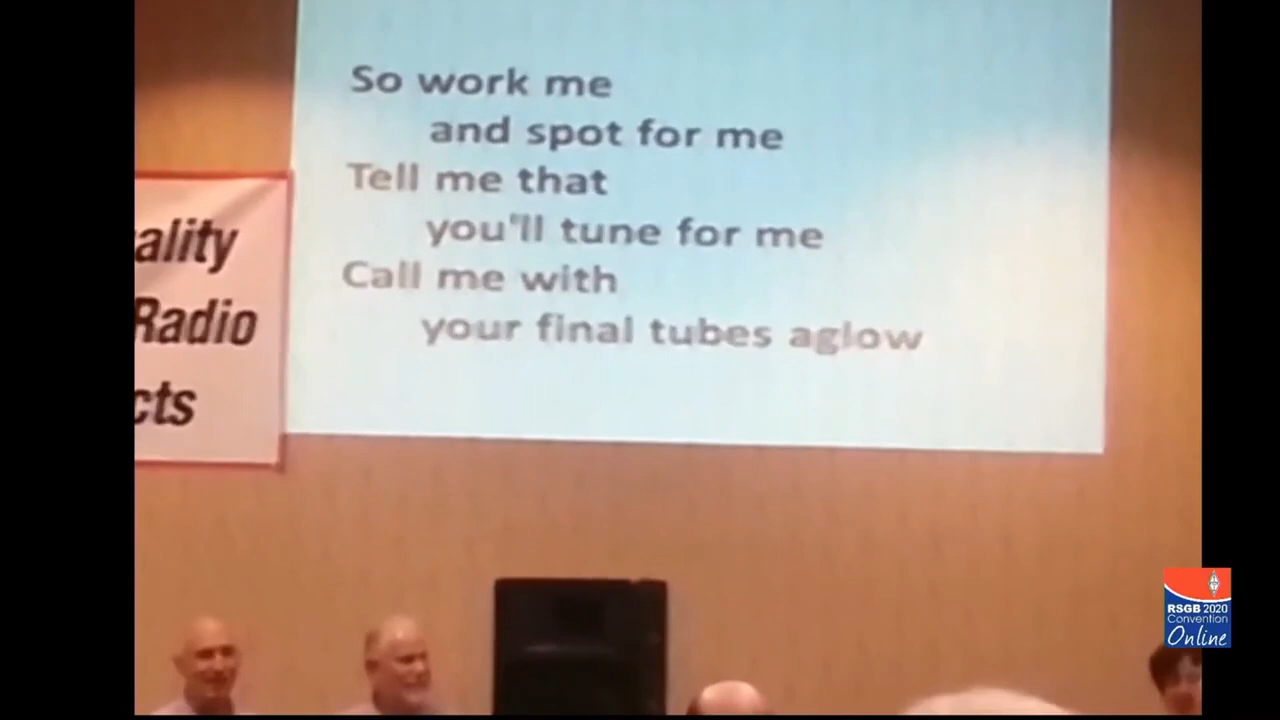 So work me
and spot for me
Tell me that
you'll tune for me
Call me with
your final tubes aglow
ality
Radio
cts
RSGB 2020
Convention
Online